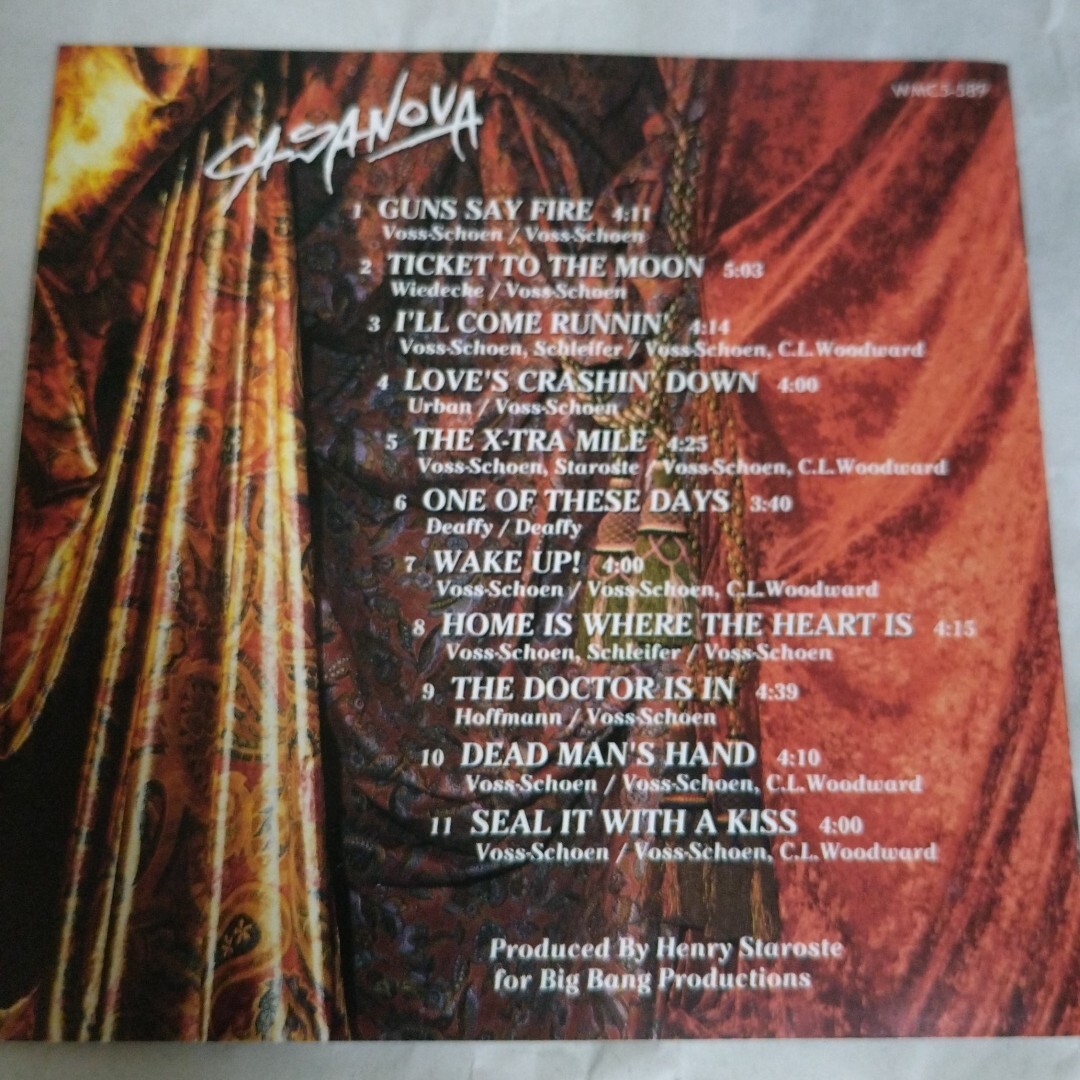 CASANOVA
WMC5-589
1 GUNS SAY FIRE 4:11
Voss-Schoen / Voss-Schoen
2 TICKET TO THE MOON 5:03
Wiedecke / Voss-Schoen
3 I'LL COME RUNNIN' 4:14
Voss-Schoen, Schleifer / Voss-Schoen, C.L.Woodward
4 LOVE'S CRASHIN' DOWN 4:00
Urban / Voss-Schoen
5 THE X-TRA MILE 4:25
Voss-Schoen, Staroste / Voss-Schoen, C.L.Woodward
6 ONE OF THESE DAYS 3:40
Deaffy / Deaffy
7 WAKE UP! 4:00
Voss-Schoen / Voss-Schoen, C.L.Woodward
8 HOME IS WHERE THE HEART IS 4:15
Voss-Schoen, Schleifer / Voss-Schoen
9 THE DOCTOR IS IN 4:39
Hoffmann / Voss-Schoen
10 DEAD MAN'S HAND 4:10
Voss-Schoen / Voss-Schoen, C.L.Woodward
11 SEAL IT WITH A KISS 4:00
Voss-Schoen / Voss-Schoen, C.L.Woodward
Produced By Henry Staroste
for Big Bang Productions